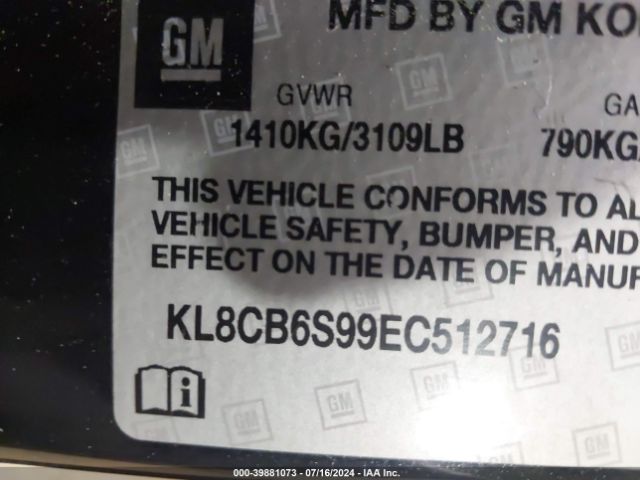 GM
MFD BY GM KO
GVWR
GA
1410KG/3109LB
790KG
THIS VEHICLE CONFORMS TO AL
VEHICLE SAFETY, BUMPER, AND
EFFECT ON THE DATE OF MANUF
KL8CB6S99EC512716
000-39881073 - 07/16/2024 - IAA Inc.